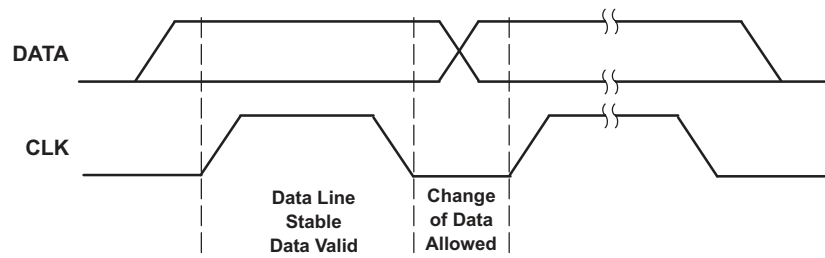 DATA
CLK
Data Line
Stable
Data Valid
Change
of Data
Allowed